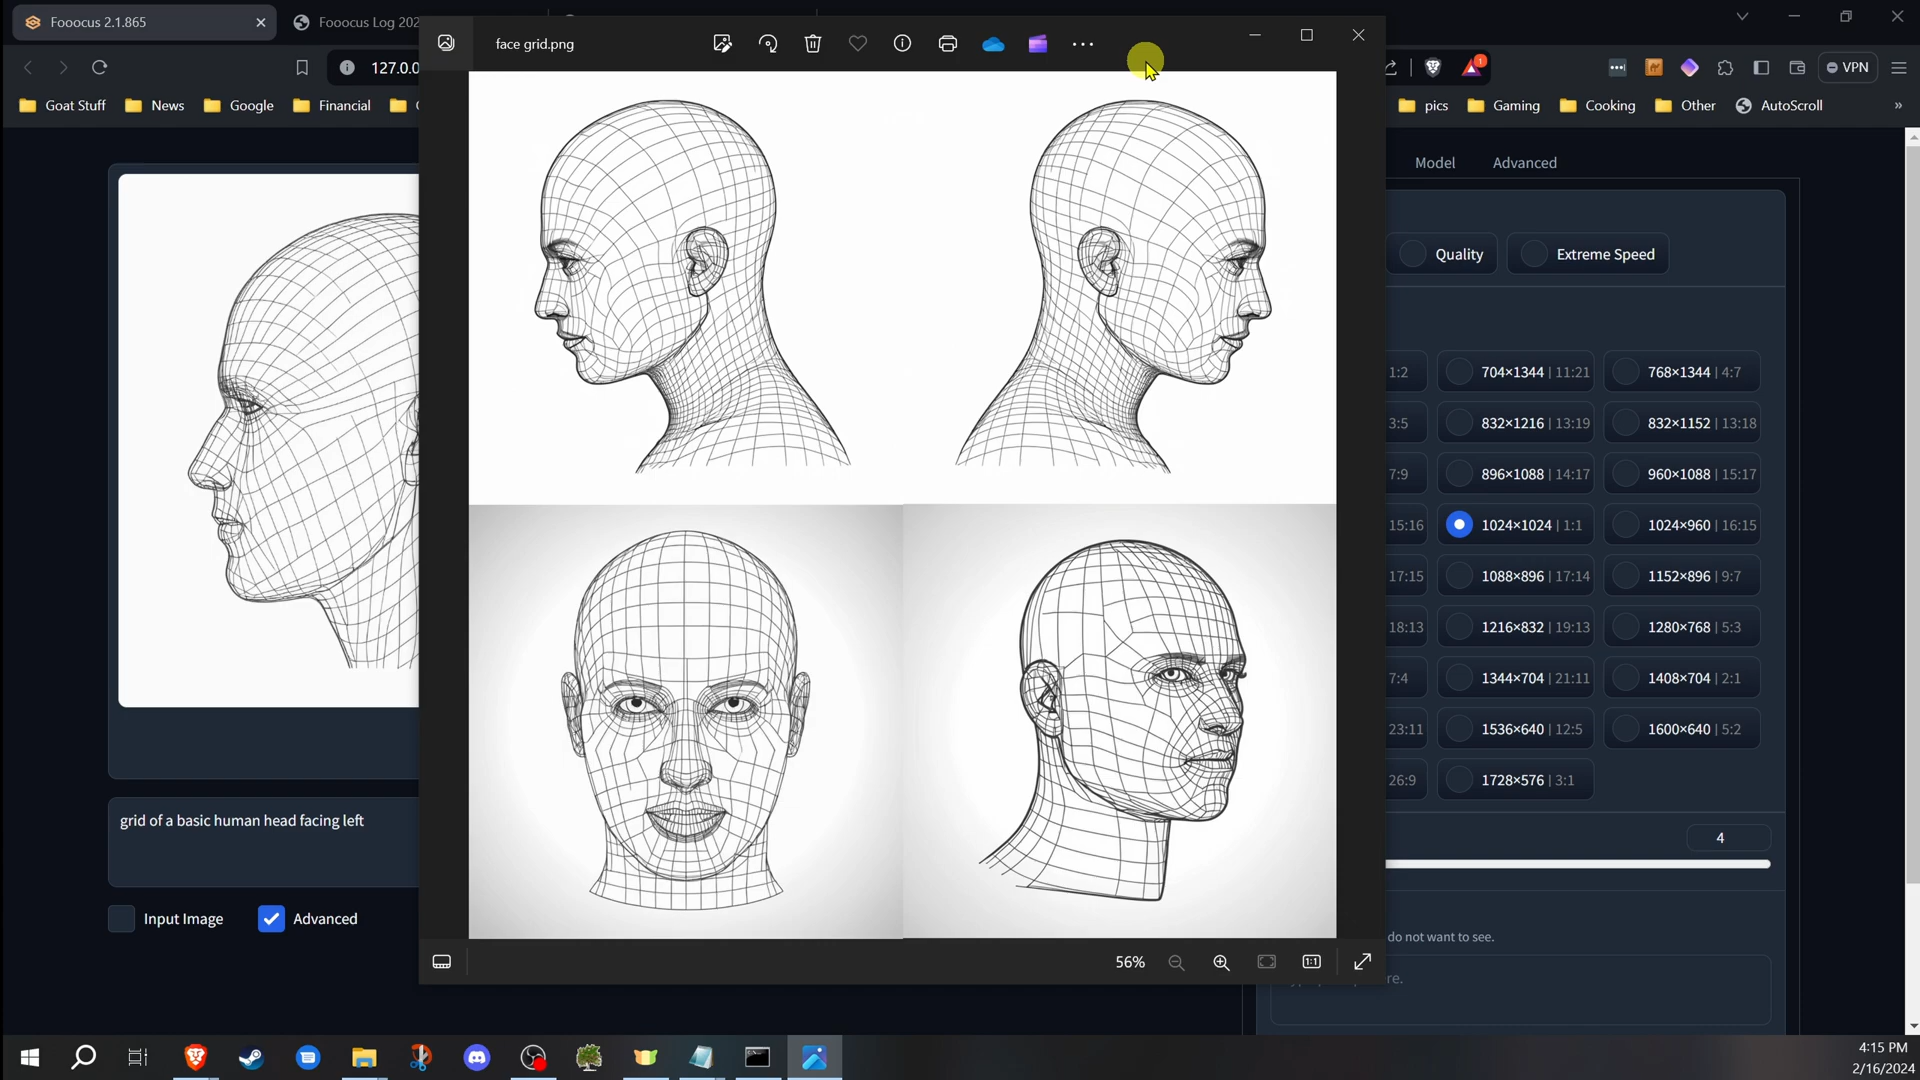 Fooocus 2.1.865
Fooocus Log 202
face grid.png
127.0.0
VPN
Goat Stuff
News
Google
Financial
pics
Gaming
Cooking
Other
AutoScroll
»
Model
Advanced
Quality
Extreme Speed
1:2
704×1344 | 11:21
768×1344 | 4:7
3:5
832×1216 | 13:19
832×1152 | 13:18
7:9
896×1088 | 14:17
960×1088 | 15:17
15:16
1024×1024 | 1:1
1024×960 | 16:15
17:15
1088×896 | 17:14
1152×896 | 9:7
18:13
1216×832 | 19:13
1280×768 | 5:3
7:4
1344×704 | 21:11
1408×704 | 2:1
23:11
1536×640 | 12:5
1600×640 | 5:2
26:9
1728×576 | 3:1
grid of a basic human head facing left
4
Input Image
Advanced
do not want to see.
56%
1:1
re.
4:15 PM
2/16/2024